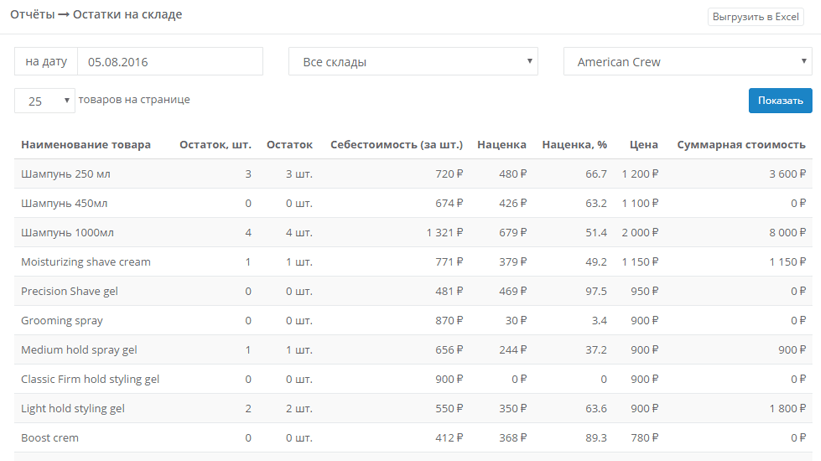 Отчёты → Остатки на складе
Выгрузить в Excel
на дату 05.08.2016 Все склады American Crew
25 товаров на странице Показать
Наименование товара Остаток, шт. Остаток Себестоимость (за шт.) Наценка Наценка, % Цена Суммарная стоимость
Шампунь 250 мл 3 3 шт. 720 ₽ 480 ₽ 66.7 1 200 ₽ 3 600 ₽
Шампунь 450мл 0 0 шт. 674 ₽ 426 ₽ 63.2 1 100 ₽ 0 ₽
Шампунь 1000мл 4 4 шт. 1 321 ₽ 679 ₽ 51.4 2 000 ₽ 8 000 ₽
Moisturizing shave cream 1 1 шт. 771 ₽ 379 ₽ 49.2 1 150 ₽ 1 150 ₽
Precision Shave gel 0 0 шт. 481 ₽ 469 ₽ 97.5 950 ₽ 0 ₽
Grooming spray 0 0 шт. 870 ₽ 30 ₽ 3.4 900 ₽ 0 ₽
Medium hold spray gel 1 1 шт. 656 ₽ 244 ₽ 37.2 900 ₽ 900 ₽
Classic Firm hold styling gel 0 0 шт. 900 ₽ 0 ₽ 0 900 ₽ 0 ₽
Light hold styling gel 2 2 шт. 550 ₽ 350 ₽ 63.6 900 ₽ 1 800 ₽
Boost crem 0 0 шт. 412 ₽ 368 ₽ 89.3 780 ₽ 0 ₽